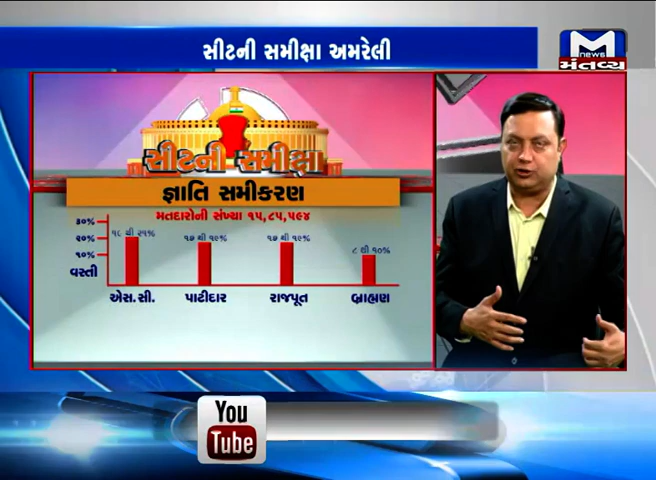 સીટની સમીક્ષા અમરેલી
M
news
મંતવ્ય
સીટની સમીક્ષા
જ્ઞાતિ સમીકરણ
મતદારોની સંખ્યા ૧૫,૮૫,૫૯૪
૩૦%
૨૦%
૧૦%
વસ્તી
૧૯ થી ૨૧% ૧૭ થી ૧૯% ૧૭ થી ૧૯% ૮ થી ૧૦%
એસ.સી. પાટીદાર રાજપૂત બ્રાહ્મણ
You
Tube